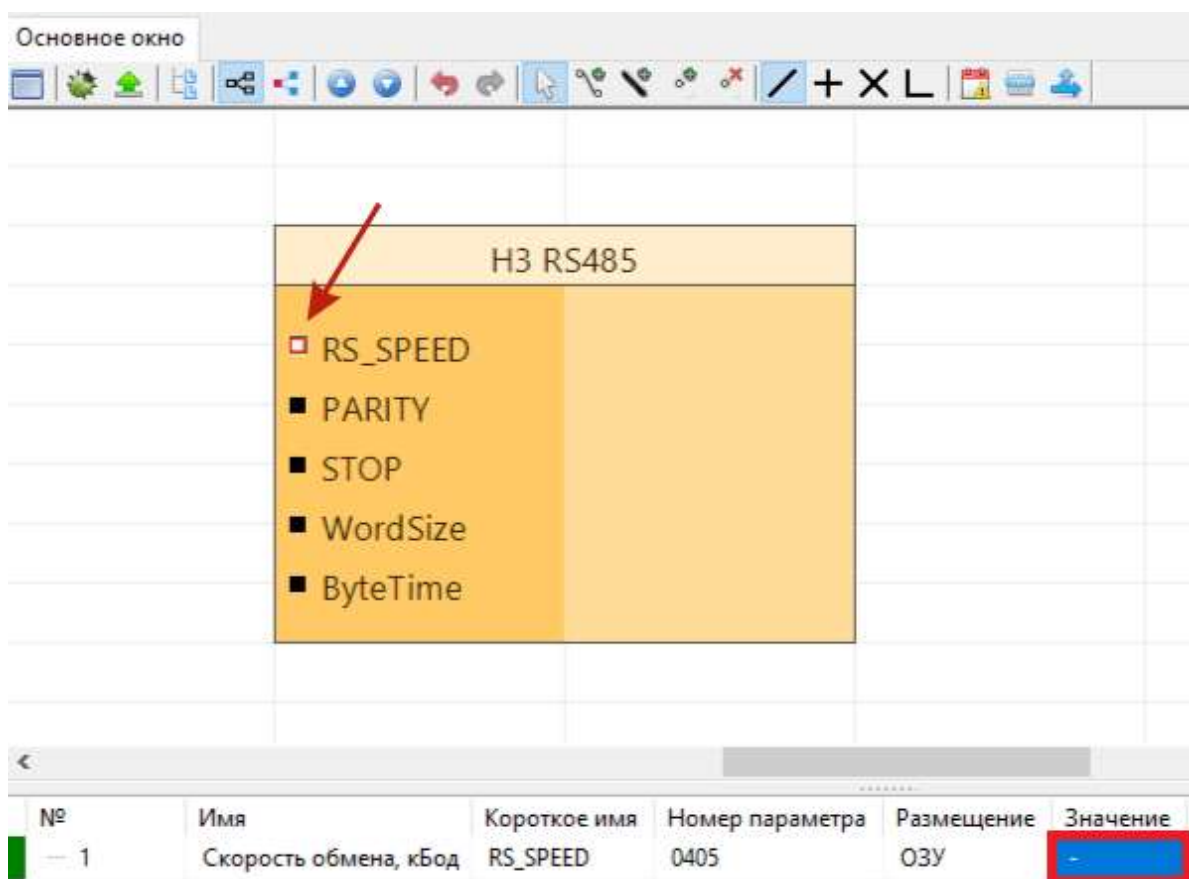 Основное окно
H3 RS485
RS_SPEED
PARITY
STOP
WordSize
ByteTime
№ Имя Короткое имя Номер параметра Размещение Значение
1 Скорость обмена, кБод RS_SPEED 0405 ОЗУ -